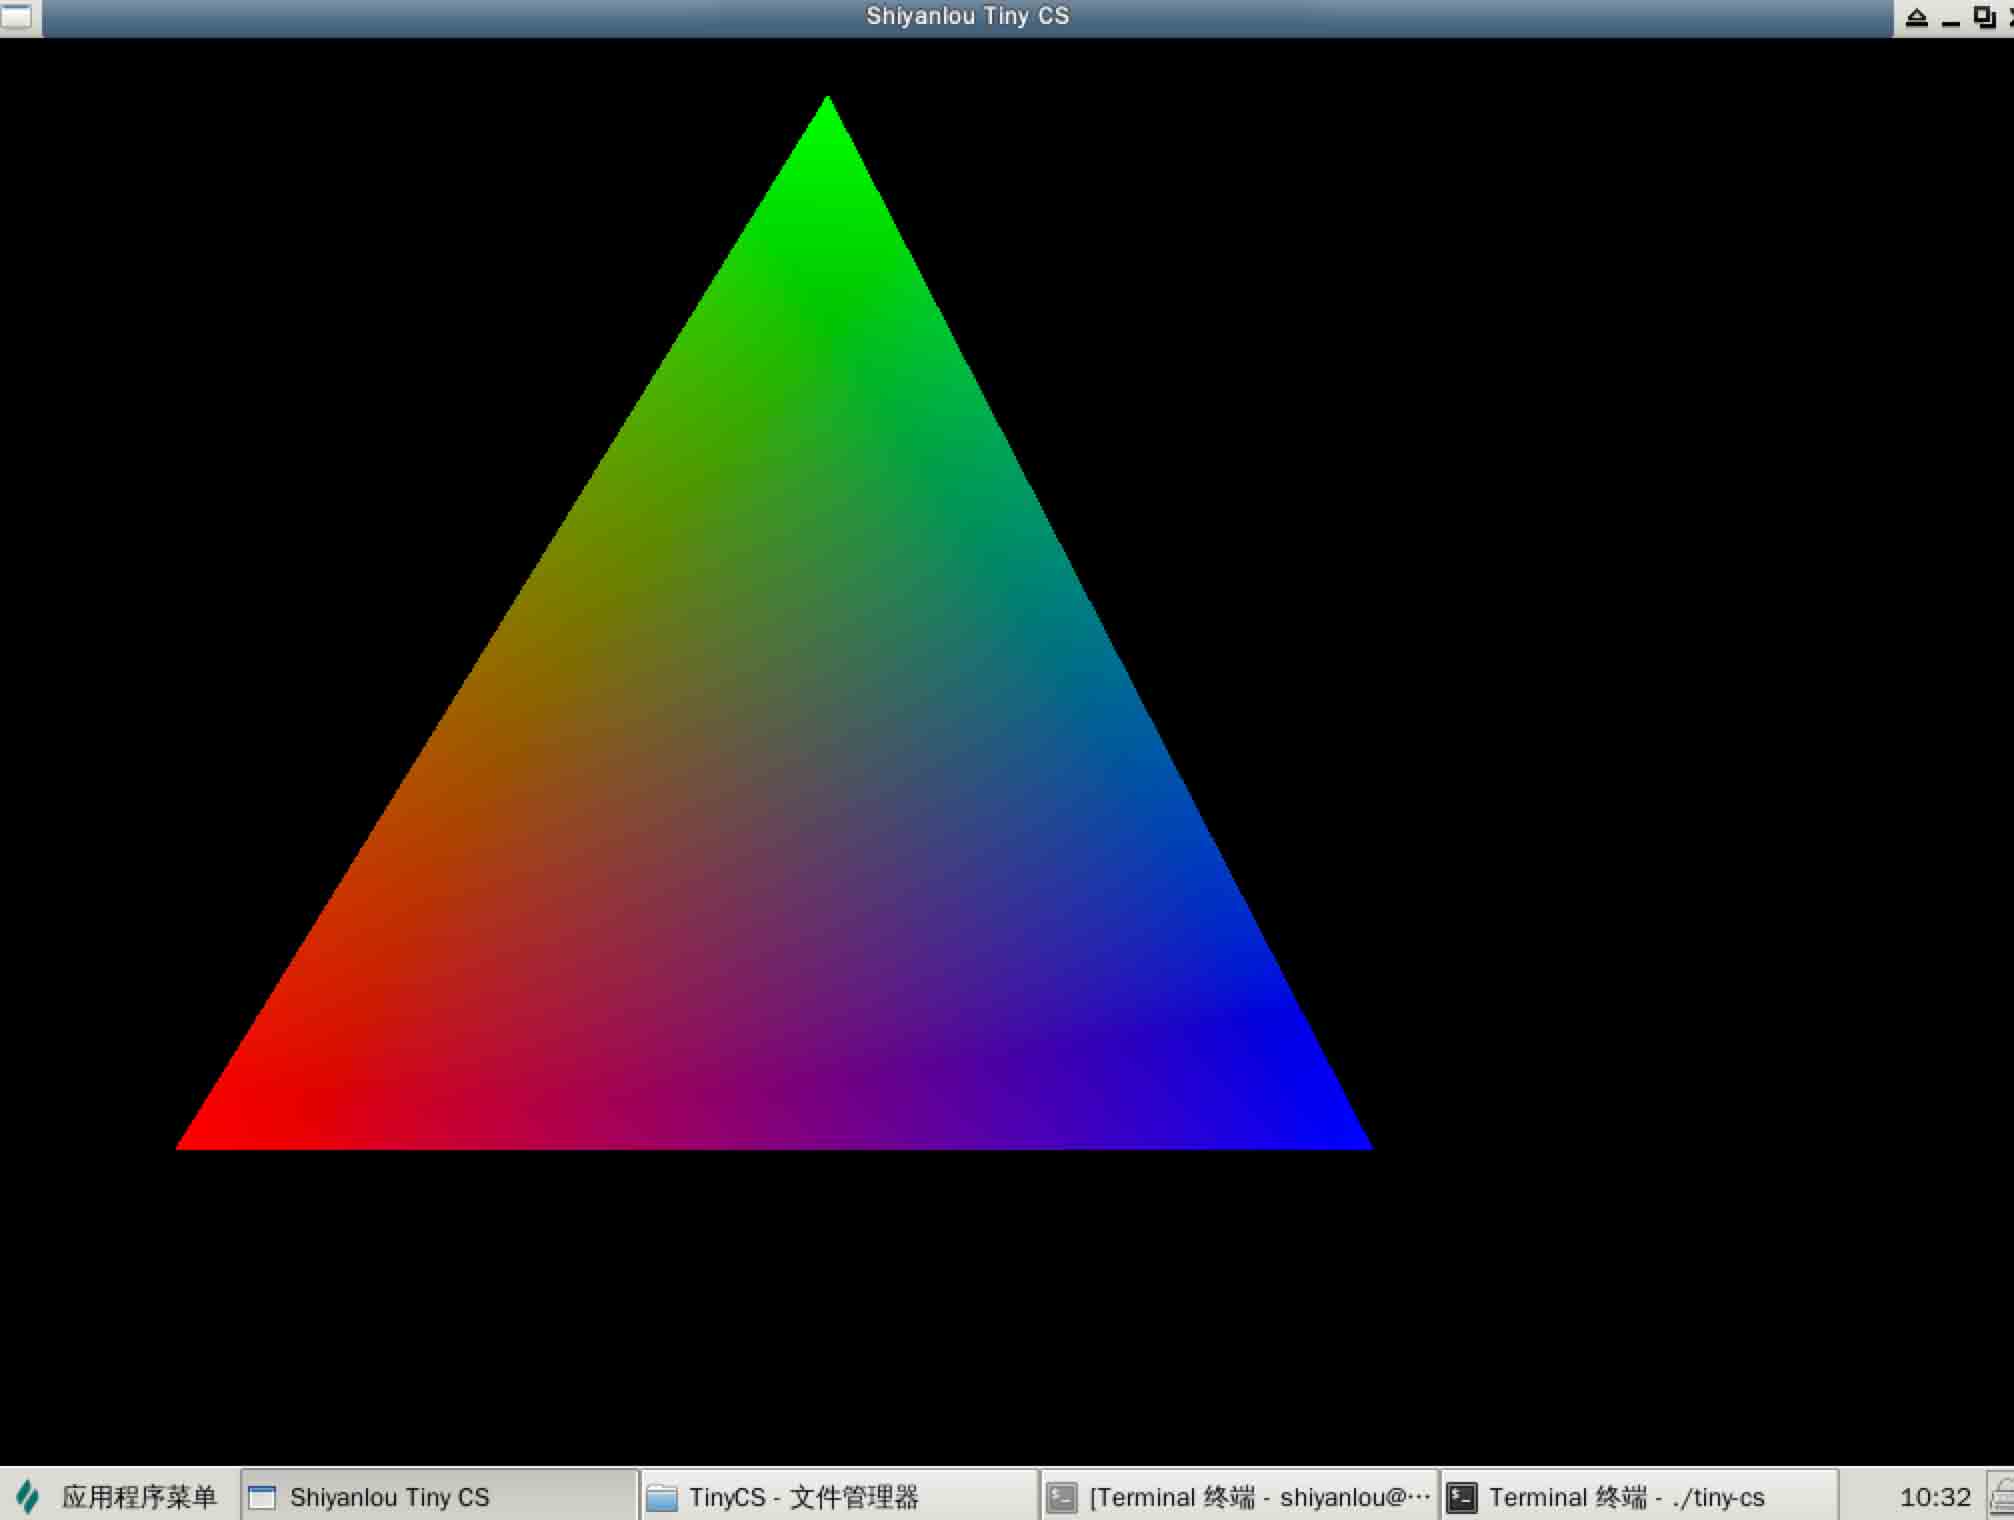 Shiyanlou Tiny CS
应用程序菜单
Shiyanlou Tiny CS
TinyCS - 文件管理器
[Terminal 终端 - shiyanlou@···
Terminal 终端 - ./tiny-cs
10:32